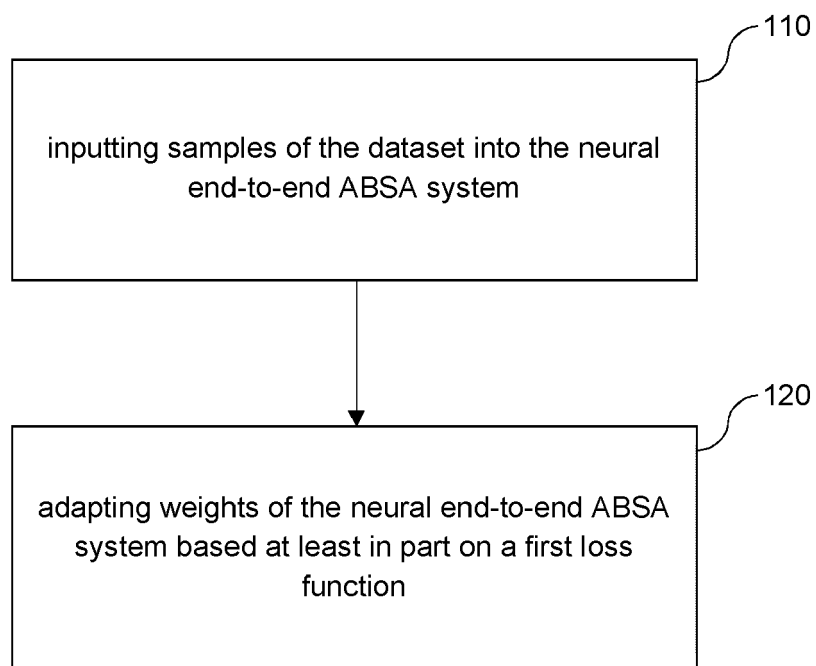 110
inputting samples of the dataset into the neural
end-to-end ABSA system
120
adapting weights of the neural end-to-end ABSA
system based at least in part on a first loss
function